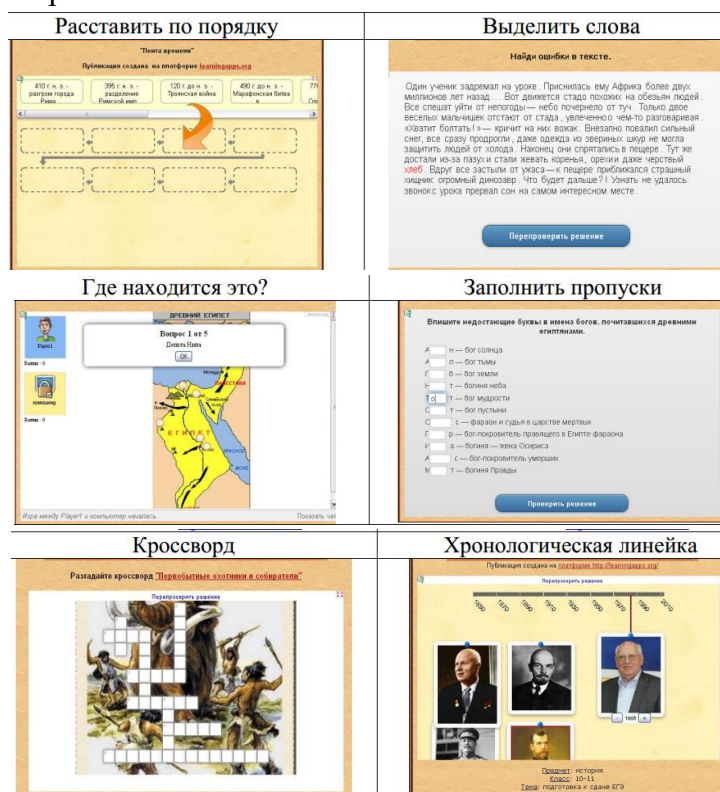 Расставить по порядку
Выделить слова
"Лента времени"
Публикация создана на платформе learningapps.org
410 г. н. э. -
разгром города
Рима
395 г. н. э. -
разделение
Римской имп
120 г. до н. э. -
Троянская война
490 г. до н. э. -
Марафонская битва
в
Найди ошибки в тексте.
Один ученик задремал на уроке. Приснилась ему Африка более двух
миллионов лет назад ... Вот движется стадо похожих на обезьян людей.
Все спешат уйти от непогоды — небо почернело от туч. Только двое
веселых мальчишек отстают от стада, увлеченно о чем-то разговаривая.
«Хватит болтать!» — кричит на них вожак. Внезапно повалил сильный
снег, все сразу продрогли, даже одежда из звериных шкур не могла
защитить людей от холода. Наконец они спрятались в пещере. Тут же
достали из-за пазухи и стали жевать коренья, орехи и даже черствый
хлеб. Вдруг все застыли от ужаса — к пещере приближался страшный
хищник: огромный динозавр. Что будет дальше?! Узнать не удалось:
звонок с урока прервал сон на самом интересном месте.
Перепроверить решение
Где находится это?
Заполнить пропуски
ДРЕВНИЙ ЕГИПЕТ
Player1
Вопрос 1 от 5
Дельта Нила
OK
ЕГИПЕТ
КРАСНОЕ
МОРЕ
Игра между Player1 и компьютер началась.
Показать чат
Впишите недостающие буквы в имена богов, почитавшихся древними
египтянами.
А н — бог солнца
А п — бог тьмы
Г б — бог земли
Н т — богиня неба
Т о т — бог мудрости
С т — бог пустыни
О с — фараон и судья в царстве мертвых
Г р — бог-покровитель правящего в Египте фараона
И а — богиня — жена Осириса
А с — бог-покровитель умерших
М т — богиня Правды
Проверить решение
Кроссворд
Хронологическая линейка
Разгадайте кроссворд "Первобытные охотники и собиратели"
Перепроверить решение
Публикация создана на платформе http://learningapps.org/
Перепроверить решение
1850 1870 1890 1910 1930 1950 1970 1990 2010
- 1985 +
Предмет: история
Класс: 10-11
Тема: подготовка к сдаче ЕГЭ